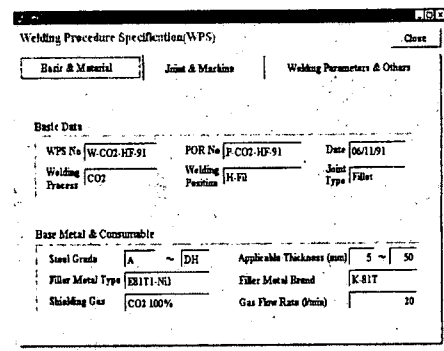 Welding Procedure Specification(WPS)
Close
Basic & Material
Joint & Machine
Welding Parameters & Others
Basic Data
WPS No W-CO2-HF-91
POR No P-CO2-HF-91
Date 06/11/91
Welding Process CO2
Welding Position H-Fil
Joint Type Fillet
Base Metal & Consumable
Steel Grade A ~ DH
Applicable Thickness (mm) 5 ~ 50
Filler Metal Type E81T1-Ni1
Filler Metal Brand K-81T
Shielding Gas CO2 100%
Gas Flow Rate (l/min) 20